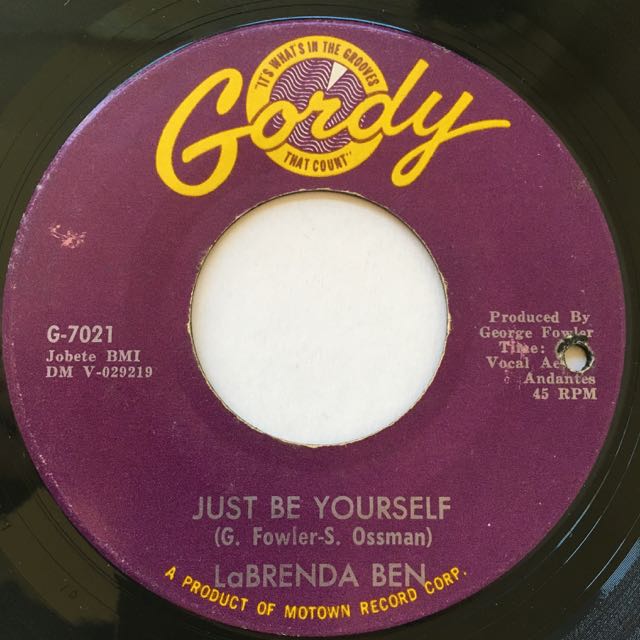 "IT'S WHAT'S IN THE GROOVES
Gordy
THAT COUNT"
G-7021
Jobete BMI
DM V-029219
Produced By
George Fowler
Time:
Vocal
Andantes
45 RPM
JUST BE YOURSELF
(G. Fowler-S. Ossman)
LaBRENDA BEN
A PRODUCT OF MOTOWN RECORD CORP.